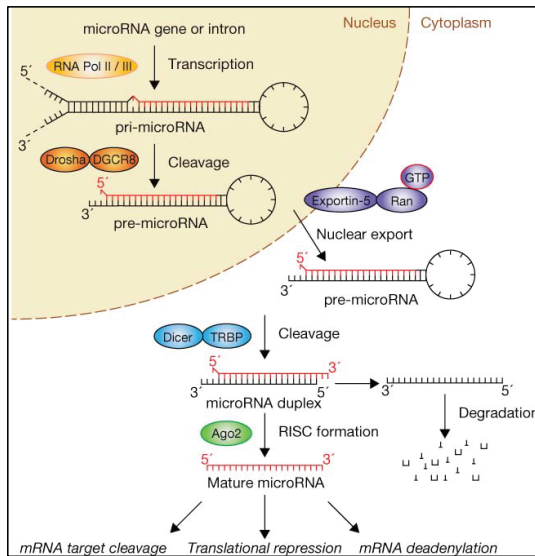 Nucleus
Cytoplasm
microRNA gene or intron
RNA Pol II / III
Transcription
5′
3′
pri-microRNA
Drosha
DGCR8
Cleavage
5′
3′
pre-microRNA
GTP
Exportin-5
Ran
Nuclear export
5′
3′
pre-microRNA
Dicer
TRBP
Cleavage
5′
3′
3′
5′
microRNA duplex
3′
5′
Degradation
Ago2
RISC formation
5′
3′
Mature microRNA
mRNA target cleavage
Translational repression
mRNA deadenylation